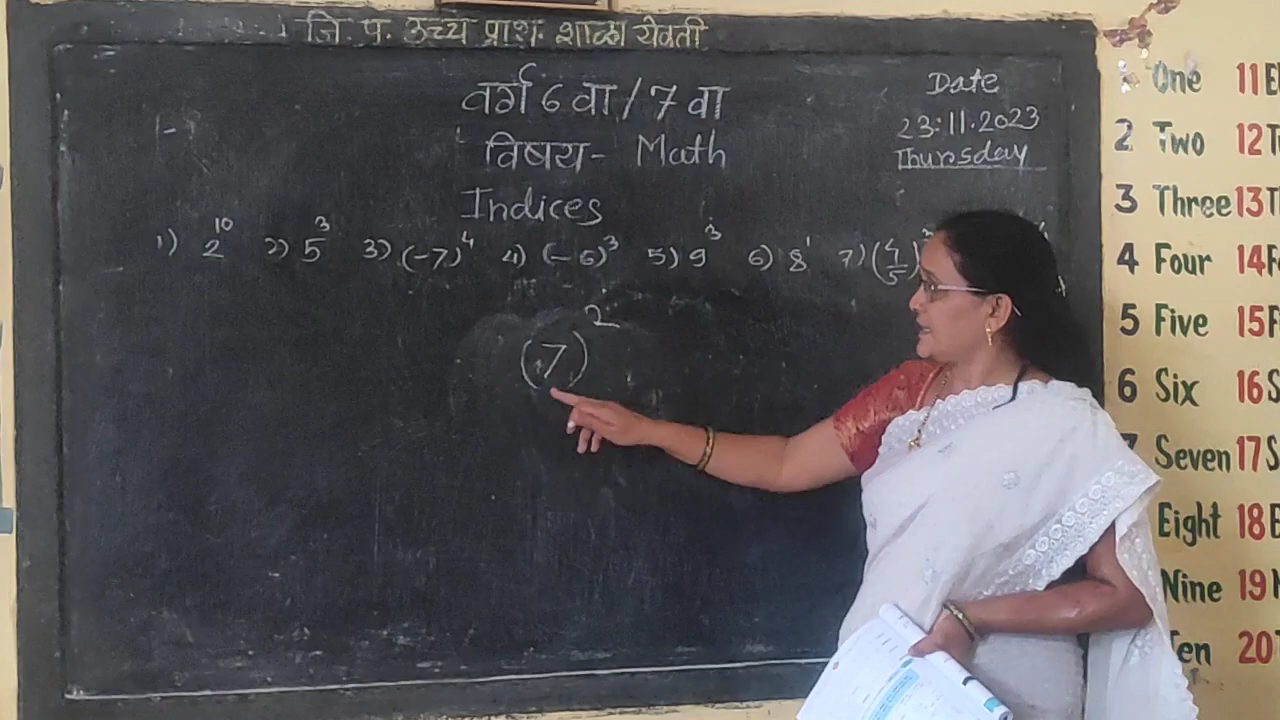 जि. प. उच्च प्राथ. शाळा येवती
वर्ग 6 वा / 7 वा
विषय- Math
Indices
Date
23:11.2023
Thursday
1) 2¹⁰ 2) 5³ 3) (-7)⁴ 4) (-6)³ 5) 9³ 6) 8¹ 7) (4/5)
(7)²
1 One 11
2 Two 12
3 Three 13
4 Four 14
5 Five 15
6 Six 16
7 Seven 17
Eight 18
Nine 19
Ten 20